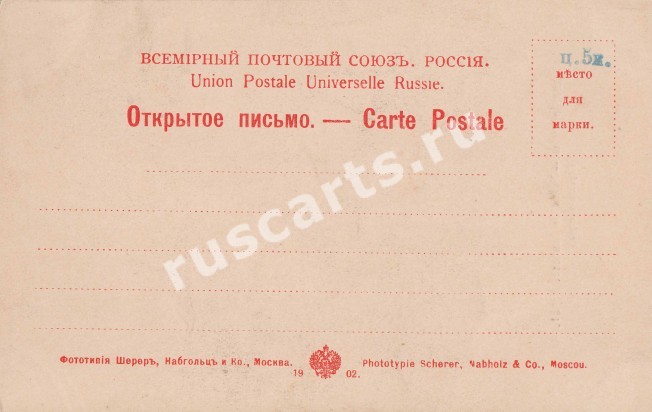 ВСЕМІРНЫЙ ПОЧТОВЫЙ СОЮЗЪ. РОССІЯ.
Union Postale Universelle Russie.
Открытое письмо. — Carte Postale
ц. 5к.
мѣсто
для
марки.
ruscarts.ru
Фототипія Шереръ, Набгольцъ и Ко., Москва.
Phototypie Scherer, Nabholz & Co., Moscou.
19 02.